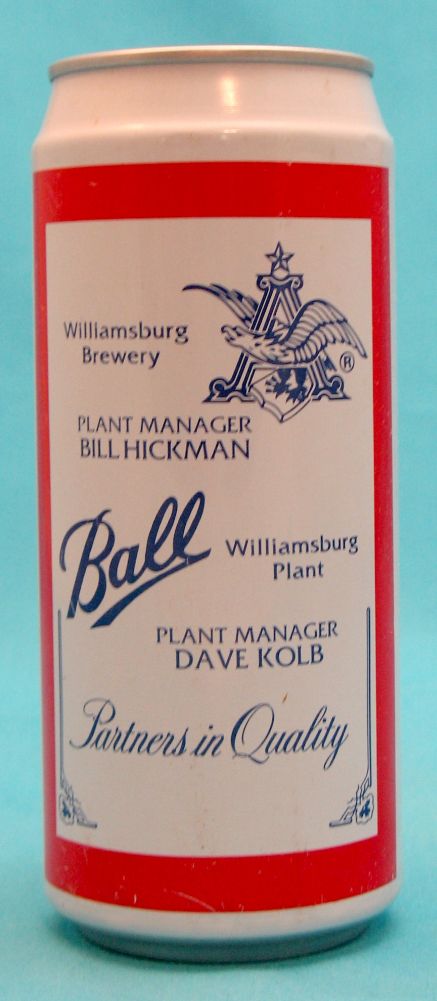 Williamsburg
Brewery
®
PLANT MANAGER
BILL HICKMAN
Ball
Williamsburg
Plant
PLANT MANAGER
DAVE KOLB
Partners in Quality